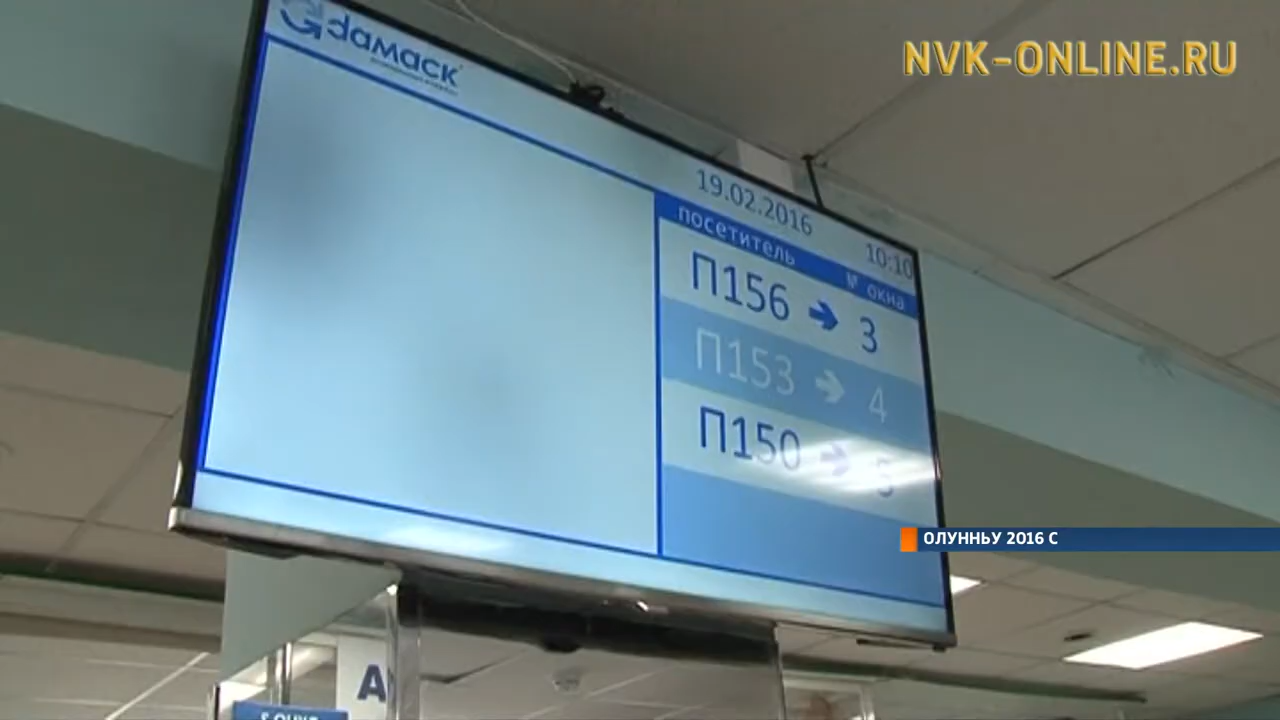 дамаск
NVK-ONLINE.RU
19.02.2016
10:10
посетитель
№ окна
П156 → 3
П153 → 4
П150 → 5
ОЛУННЬУ 2016 С